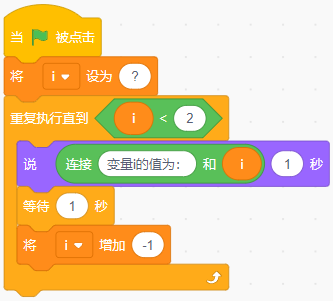 当 被点击
将 i 设为 ?
重复执行直到 i < 2
说 连接 变量i的值为： 和 i 1 秒
等待 1 秒
将 i 增加 -1